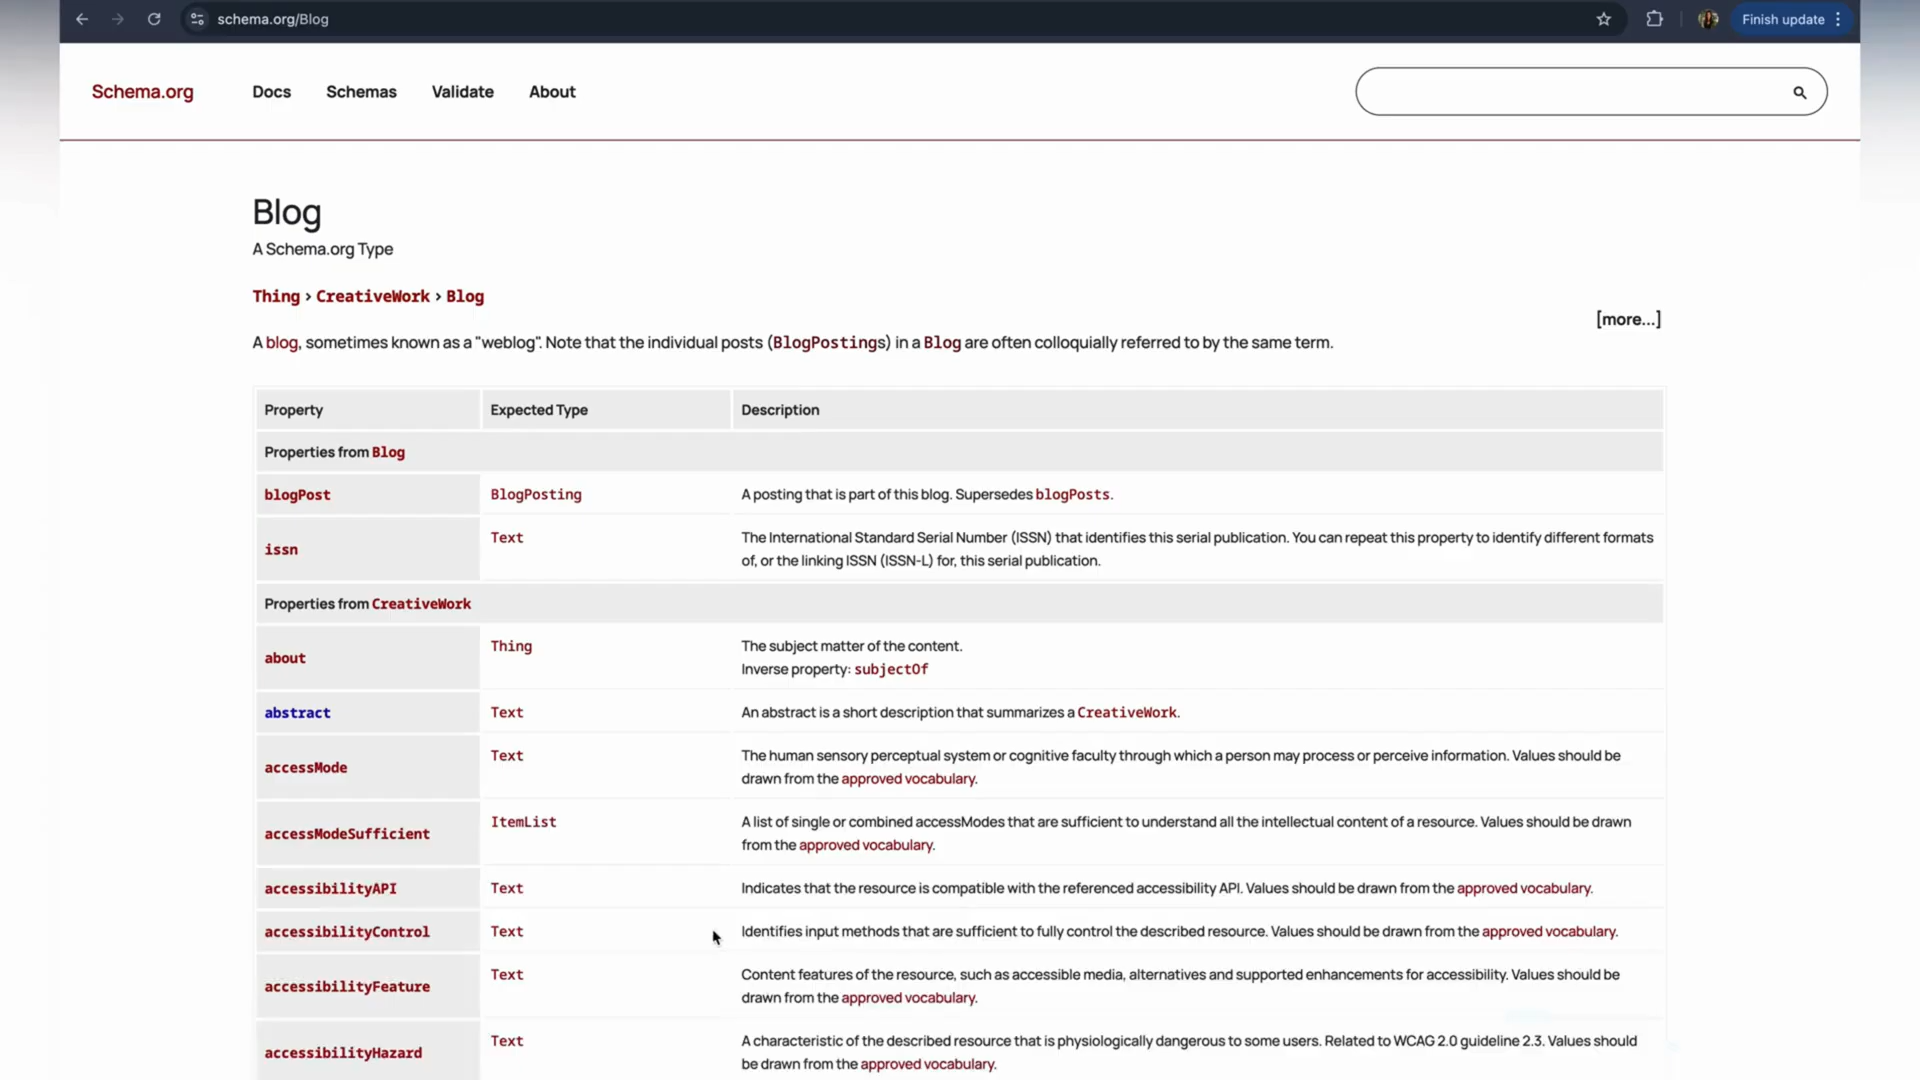 schema.org/Blog
Finish update
Schema.org Docs Schemas Validate About
Blog
A Schema.org Type
Thing › CreativeWork › Blog
[more...]
A blog, sometimes known as a "weblog". Note that the individual posts (BlogPostings) in a Blog are often colloquially referred to by the same term.
Property Expected Type Description
Properties from Blog
blogPost BlogPosting A posting that is part of this blog. Supersedes blogPosts.
issn Text The International Standard Serial Number (ISSN) that identifies this serial publication. You can repeat this property to identify different formats
of, or the linking ISSN (ISSN-L) for, this serial publication.
Properties from CreativeWork
about Thing The subject matter of the content.
Inverse property: subjectOf
abstract Text An abstract is a short description that summarizes a CreativeWork.
accessMode Text The human sensory perceptual system or cognitive faculty through which a person may process or perceive information. Values should be
drawn from the approved vocabulary.
accessModeSufficient ItemList A list of single or combined accessModes that are sufficient to understand all the intellectual content of a resource. Values should be drawn
from the approved vocabulary.
accessibilityAPI Text Indicates that the resource is compatible with the referenced accessibility API. Values should be drawn from the approved vocabulary.
accessibilityControl Text Identifies input methods that are sufficient to fully control the described resource. Values should be drawn from the approved vocabulary.
accessibilityFeature Text Content features of the resource, such as accessible media, alternatives and supported enhancements for accessibility. Values should be
drawn from the approved vocabulary.
accessibilityHazard Text A characteristic of the described resource that is physiologically dangerous to some users. Related to WCAG 2.0 guideline 2.3. Values should
be drawn from the approved vocabulary.